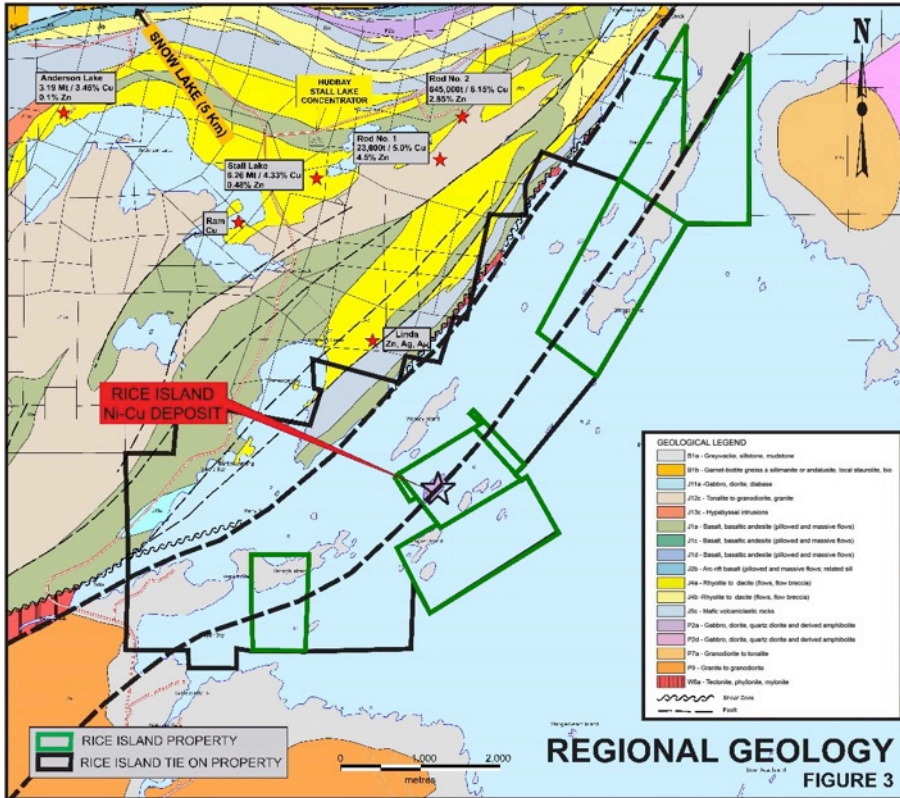 SNOW LAKE (5 Km)
N
Anderson Lake
3.19 Mt / 3.46% Cu
0.1% Zn
HUDBAY
STALL LAKE
CONCENTRATOR
Rod No. 2
645,000t / 6.15% Cu
2.85% Zn
Rod No. 1
23,000t / 5.0% Cu
4.5% Zn
Stall Lake
6.26 Mt / 4.33% Cu
0.48% Zn
Ram
Cu
Linda
Zn, Ag, Au
RICE ISLAND
Ni-Cu DEPOSIT
GEOLOGICAL LEGEND
B1a - Greywacke, siltstone, mudstone
B1b - Garnet-biotite gneiss ± sillimanite or andalusite, local staurolite, bio
J11a - Gabbro, diorite, diabase
J12c - Tonalite to granodiorite, granite
J13c - Hypabyssal intrusions
J1a - Basalt, basaltic andesite (pillowed and massive flows)
J1c - Basalt, basaltic andesite (pillowed and massive flows)
J1d - Basalt, basaltic andesite (pillowed and massive flows)
J2b - Arc-rift basalt (pillowed and massive flows; related sill
J4a - Rhyolite to dacite (flows, flow breccia)
J4b - Rhyolite to dacite (flows, flow breccia)
J5c - Mafic volcaniclastic rocks
P2a - Gabbro, diorite, quartz diorite and derived amphibolite
P2d - Gabbro, diorite, quartz diorite and derived amphibolite
P7a - Granodiorite to tonalite
P9 - Granite to granodiorite
W6a - Tectonite, phyllonite, mylonite
Shear Zone
Fault
RICE ISLAND PROPERTY
RICE ISLAND TIE ON PROPERTY
0 1,000 2,000
metres
REGIONAL GEOLOGY
FIGURE 3